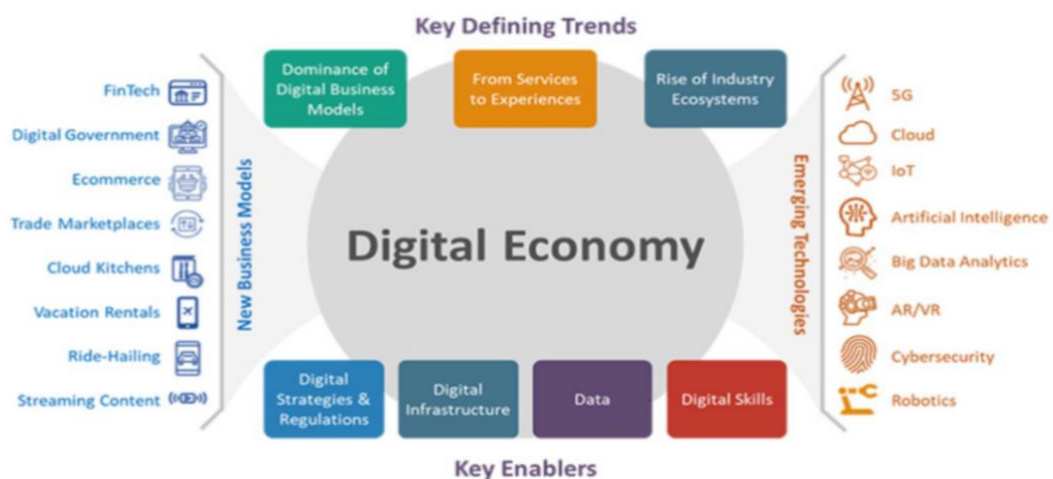 Key Defining Trends
Dominance of
Digital Business
Models
From Services
to Experiences
Rise of Industry
Ecosystems
FinTech
Digital Government
Ecommerce
Trade Marketplaces
Cloud Kitchens
Vacation Rentals
Ride-Hailing
Streaming Content
New Business Models
Digital Economy
Emerging Technologies
5G
Cloud
IoT
Artificial Intelligence
Big Data Analytics
AR/VR
Cybersecurity
Robotics
Digital
Strategies &
Regulations
Digital
Infrastructure
Data
Digital Skills
Key Enablers